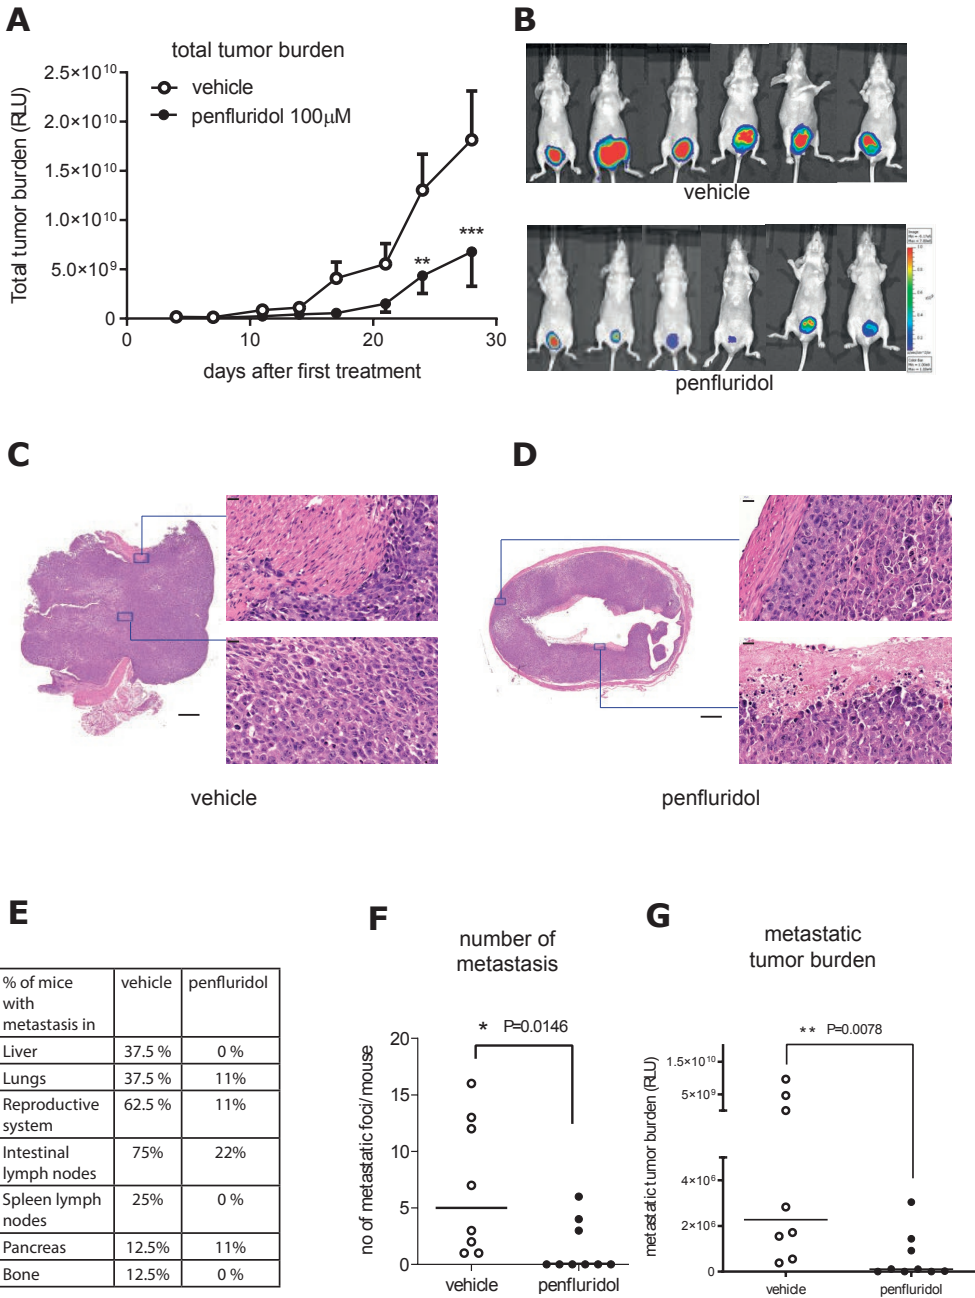 A
total tumor burden
2.5×10¹⁰
2.0×10¹⁰
1.5×10¹⁰
1.0×10¹⁰
5.0×10⁹
0
Total tumor burden (RLU)
vehicle
penfluridol 100µM
**
***
0
10
20
30
days after first treatment
B
vehicle
penfluridol
Image
C
vehicle
D
penfluridol
E
% of mice with metastasis in vehicle penfluridol
Liver 37.5 % 0 %
Lungs 37.5 % 11%
Reproductive system 62.5 % 11%
Intestinal lymph nodes 75% 22%
Spleen lymph nodes 25% 0 %
Pancreas 12.5% 11%
Bone 12.5% 0 %
F
number of
metastasis
* P=0.0146
20
15
10
5
0
no of metastatic foci/mouse
vehicle penfluridol
G
metastatic
tumor burden
** P=0.0078
1.5×10¹⁰
5×10⁹
4×10⁶
2×10⁶
0
metastatic tumor burden (RLU)
vehicle penfluridol